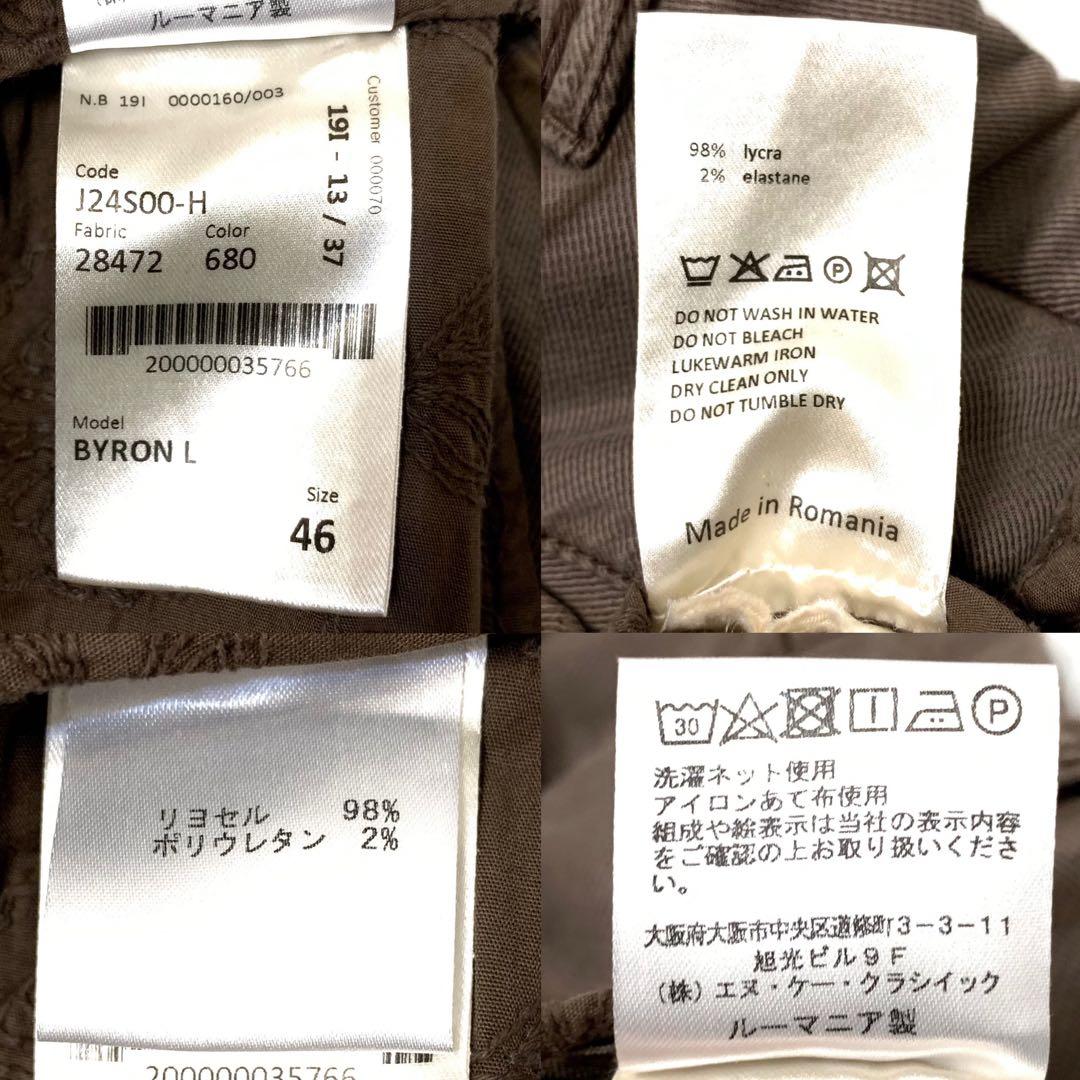 ルーマニア製
N.B 19I 0000160/003
Customer 000070
19I - 13 / 37
Code
J24S00-H
Fabric Color
28472 680
200000035766
Model
BYRON L
Size
46
98% lycra
2% elastane
P
DO NOT WASH IN WATER
DO NOT BLEACH
LUKEWARM IRON
DRY CLEAN ONLY
DO NOT TUMBLE DRY
Made in Romania
リヨセル 98%
ポリウレタン 2%
200000035766
30 P
洗濯ネット使用
アイロンあて布使用
組成や絵表示は当社の表示内容
をご確認の上お取り扱いくださ
い。
大阪府大阪市中央区道修町3-3-11
旭光ビル9F
(株)エヌ・ケー・クラシイック
ルーマニア製